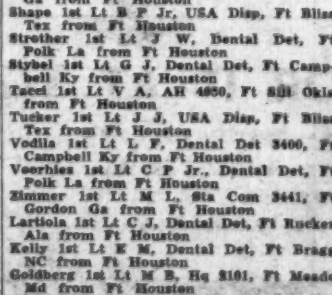 Ga from Ft Houston
Shape 1st Lt B F Jr, USA Disp, Ft Bliss
Tex from Ft Houston
Strother 1st Lt J W, Dental Det, Ft
Polk La from Ft Houston
Stybel 1st Lt G J, Dental Det, Ft Camp-
bell Ky from Ft Houston
Tacci 1st Lt V A, AH 4050, Ft Sill Okla
from Ft Houston
Tucker 1st Lt J J, USA Disp, Ft Bliss
Tex from Ft Houston
Vodila 1st Lt L F, Dental Det 3400, Ft
Campbell Ky from Ft Houston
Voorhies 1st Lt C P Jr., Dental Det, Ft
Polk La from Ft Houston
Zimmer 1st Lt M L, Sta Com 3441, Ft
Gordon Ga from Ft Houston
Lartiola 1st Lt C J, Dental Det, Ft Rucker
Ala from Ft Houston
Kelly 1st Lt E M, Dental Det, Ft Bragg
NC from Ft Houston
Goldberg 1st Lt M B, Hq 2101, Ft Meade
Md from Ft Houston